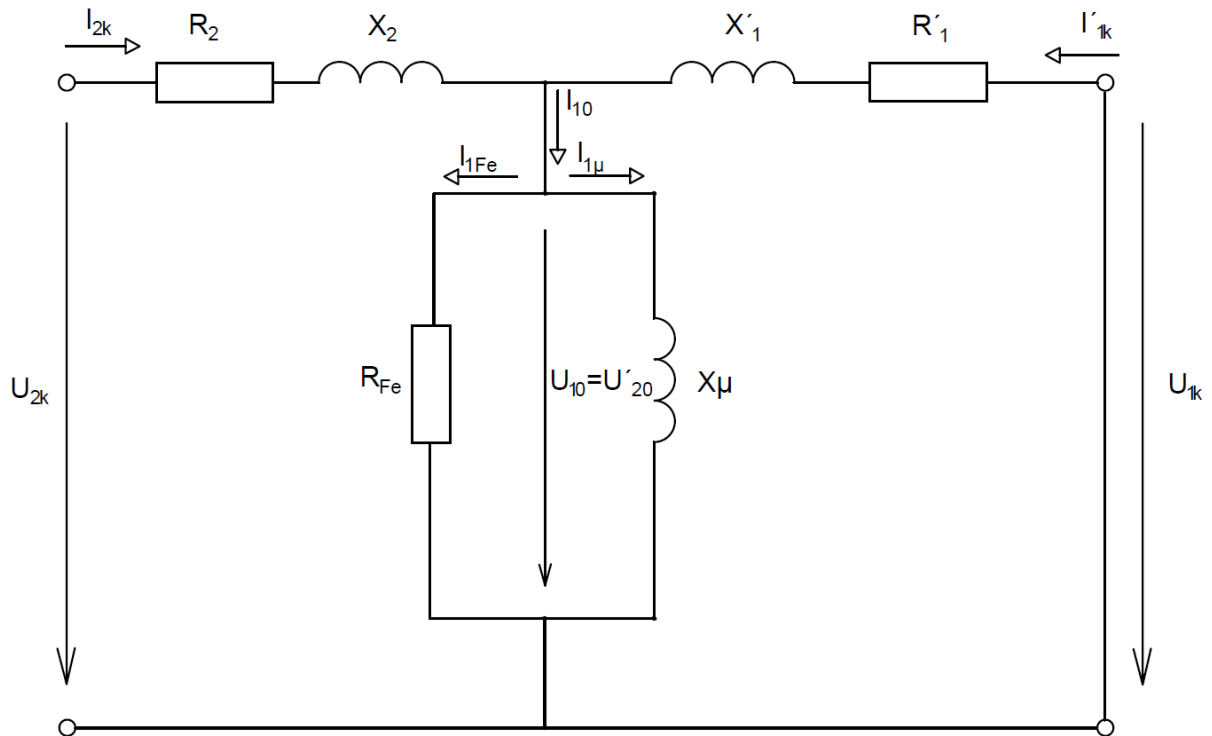 I2k
R2
X2
X´1
R´1
I´1k
I10
I1Fe
I1µ
U2k
RFe
U10=U´20
Xµ
U1k